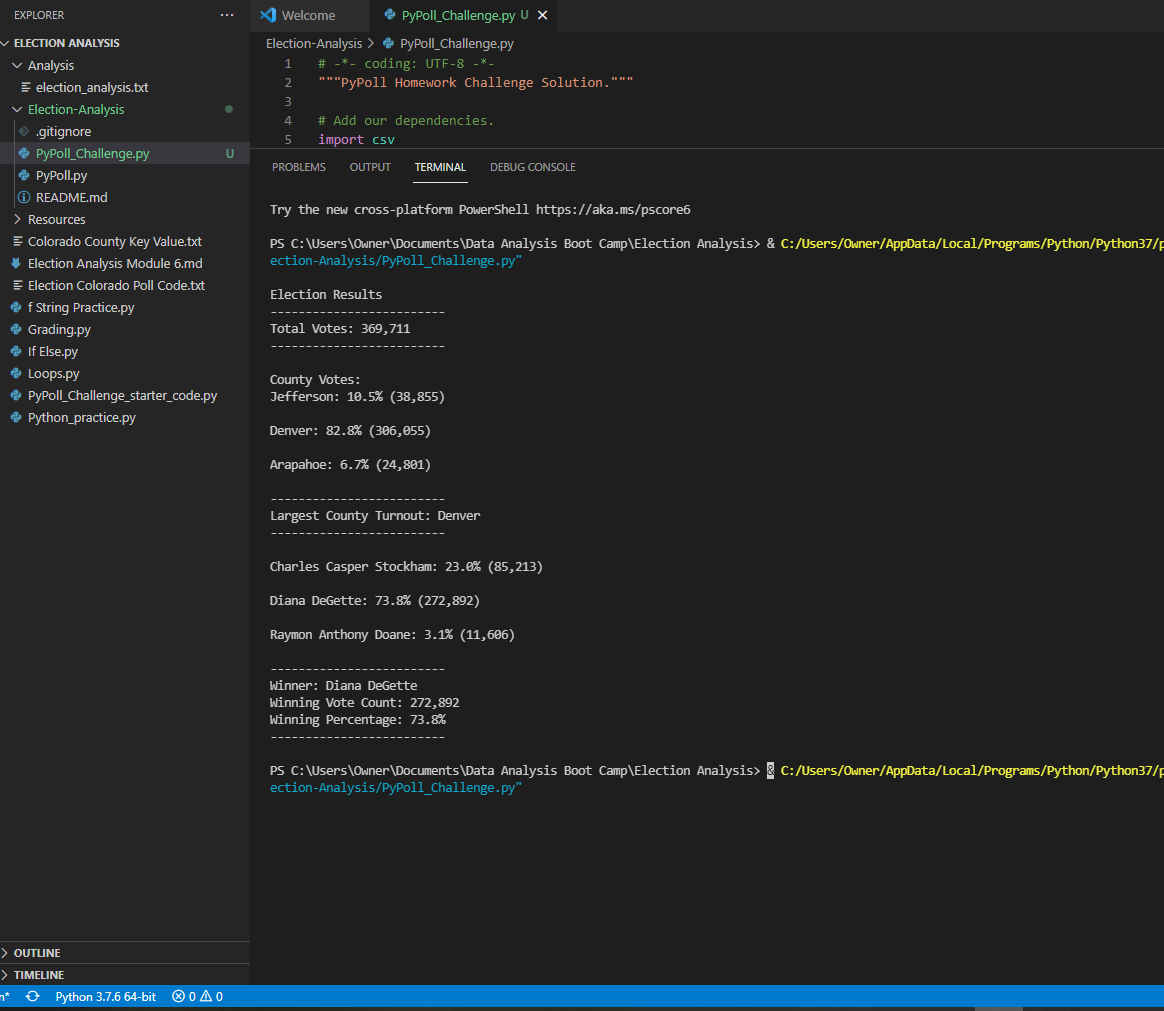 EXPLORER
ELECTION ANALYSIS
Analysis
election_analysis.txt
Election-Analysis
.gitignore
PyPoll_Challenge.py U
PyPoll.py
README.md
Resources
Colorado County Key Value.txt
Election Analysis Module 6.md
Election Colorado Poll Code.txt
f String Practice.py
Grading.py
If Else.py
Loops.py
PyPoll_Challenge_starter_code.py
Python_practice.py
OUTLINE
TIMELINE
Welcome
PyPoll_Challenge.py U
Election-Analysis > PyPoll_Challenge.py
1 # -*- coding: UTF-8 -*-
2 """PyPoll Homework Challenge Solution."""
3
4 # Add our dependencies.
5 import csv
PROBLEMS OUTPUT TERMINAL DEBUG CONSOLE
Try the new cross-platform PowerShell https://aka.ms/pscore6
PS C:\Users\Owner\Documents\Data Analysis Boot Camp\Election Analysis> & C:/Users/Owner/AppData/Local/Programs/Python/Python37/p
ection-Analysis/PyPoll_Challenge.py"
Election Results
-------------------------
Total Votes: 369,711
-------------------------
County Votes:
Jefferson: 10.5% (38,855)
Denver: 82.8% (306,055)
Arapahoe: 6.7% (24,801)
-------------------------
Largest County Turnout: Denver
-------------------------
Charles Casper Stockham: 23.0% (85,213)
Diana DeGette: 73.8% (272,892)
Raymon Anthony Doane: 3.1% (11,606)
-------------------------
Winner: Diana DeGette
Winning Vote Count: 272,892
Winning Percentage: 73.8%
-------------------------
PS C:\Users\Owner\Documents\Data Analysis Boot Camp\Election Analysis> & C:/Users/Owner/AppData/Local/Programs/Python/Python37/p
ection-Analysis/PyPoll_Challenge.py"
n* Python 3.7.6 64-bit 0 0